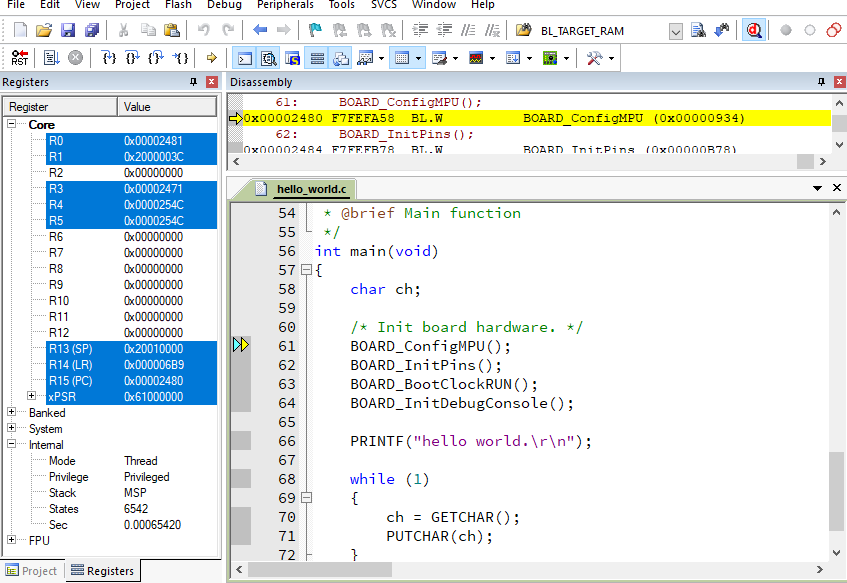 File Edit View Project Flash Debug Peripherals Tools SVCS Window Help
BL_TARGET_RAM
RST
Registers
Register Value
Core
R0 0x00002481
R1 0x2000003C
R2 0x00000000
R3 0x00002471
R4 0x0000254C
R5 0x0000254C
R6 0x00000000
R7 0x00000000
R8 0x00000000
R9 0x00000000
R10 0x00000000
R11 0x00000000
R12 0x00000000
R13 (SP) 0x20010000
R14 (LR) 0x000006B9
R15 (PC) 0x00002480
xPSR 0x61000000
Banked
System
Internal
Mode Thread
Privilege Privileged
Stack MSP
States 6542
Sec 0.00065420
FPU
Project Registers
Disassembly
61: BOARD_ConfigMPU();
0x00002480 F7FEFA58 BL.W BOARD_ConfigMPU (0x00000934)
62: BOARD_InitPins();
0x00002484 F7FEFB78 BL.W BOARD_InitPins (0x00000B78)
hello_world.c
54 * @brief Main function
55 */
56 int main(void)
57 {
58 char ch;
59
60 /* Init board hardware. */
61 BOARD_ConfigMPU();
62 BOARD_InitPins();
63 BOARD_BootClockRUN();
64 BOARD_InitDebugConsole();
65
66 PRINTF("hello world.\r\n");
67
68 while (1)
69 {
70 ch = GETCHAR();
71 PUTCHAR(ch);
72 }